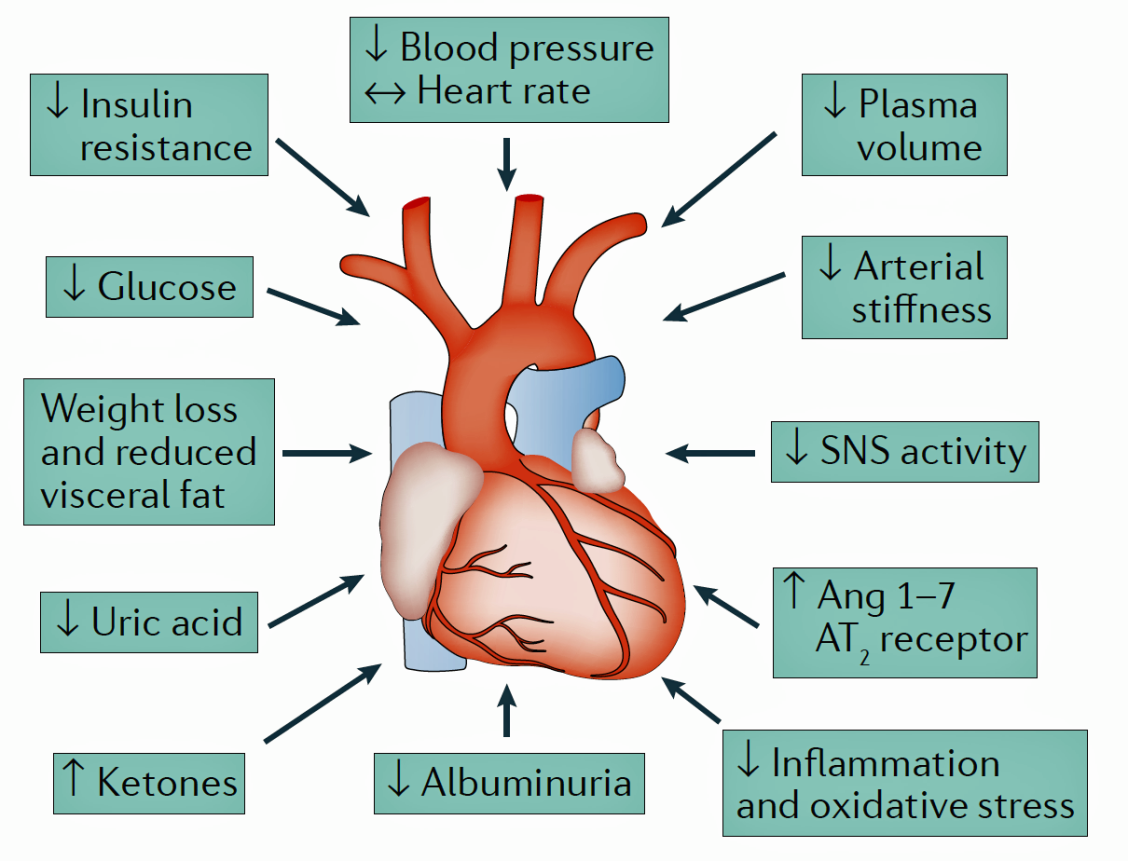 ↓ Blood pressure
↔ Heart rate
↓ Insulin
resistance
↓ Plasma
volume
↓ Glucose
↓ Arterial
stiffness
Weight loss
and reduced
visceral fat
↓ SNS activity
↓ Uric acid
↑ Ang 1–7
AT₂ receptor
↑ Ketones
↓ Albuminuria
↓ Inflammation
and oxidative stress